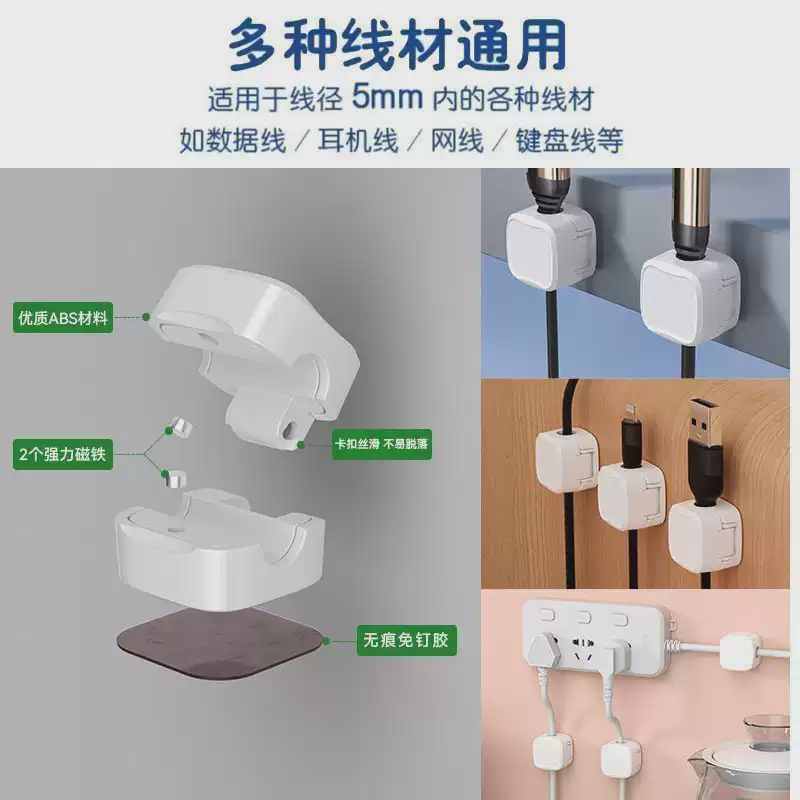 多种线材通用
适用于线径 5mm 内的各种线材
如数据线 / 耳机线 / 网线 / 键盘线等
优质ABS材料
2个强力磁铁
卡扣丝滑 不易脱落
无痕免钉胶